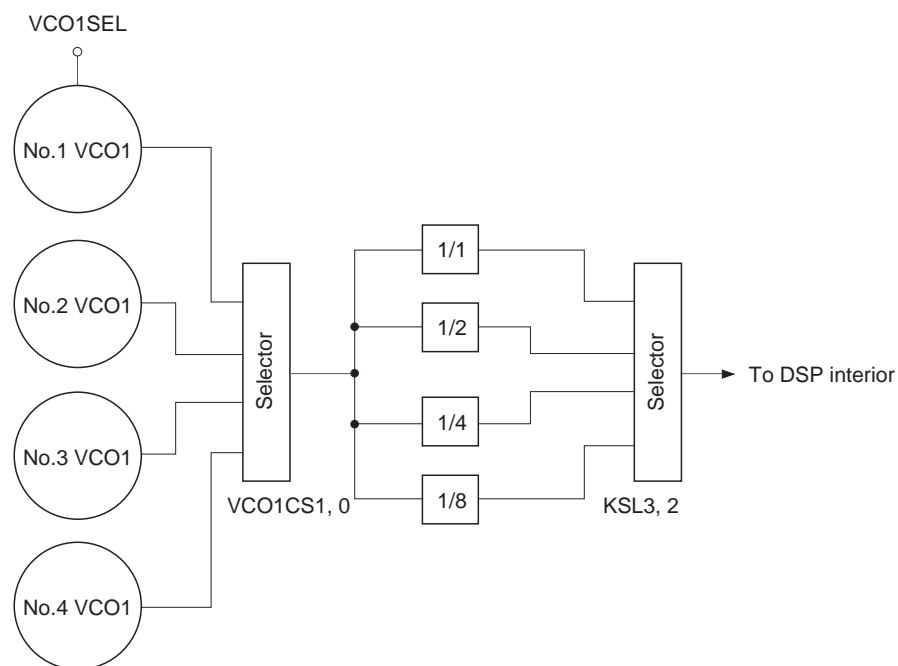 VCO1SEL
No.1 VCO1
No.2 VCO1
No.3 VCO1
No.4 VCO1
Selector
VCO1CS1, 0
1/1
1/2
1/4
1/8
Selector
KSL3, 2
To DSP interior